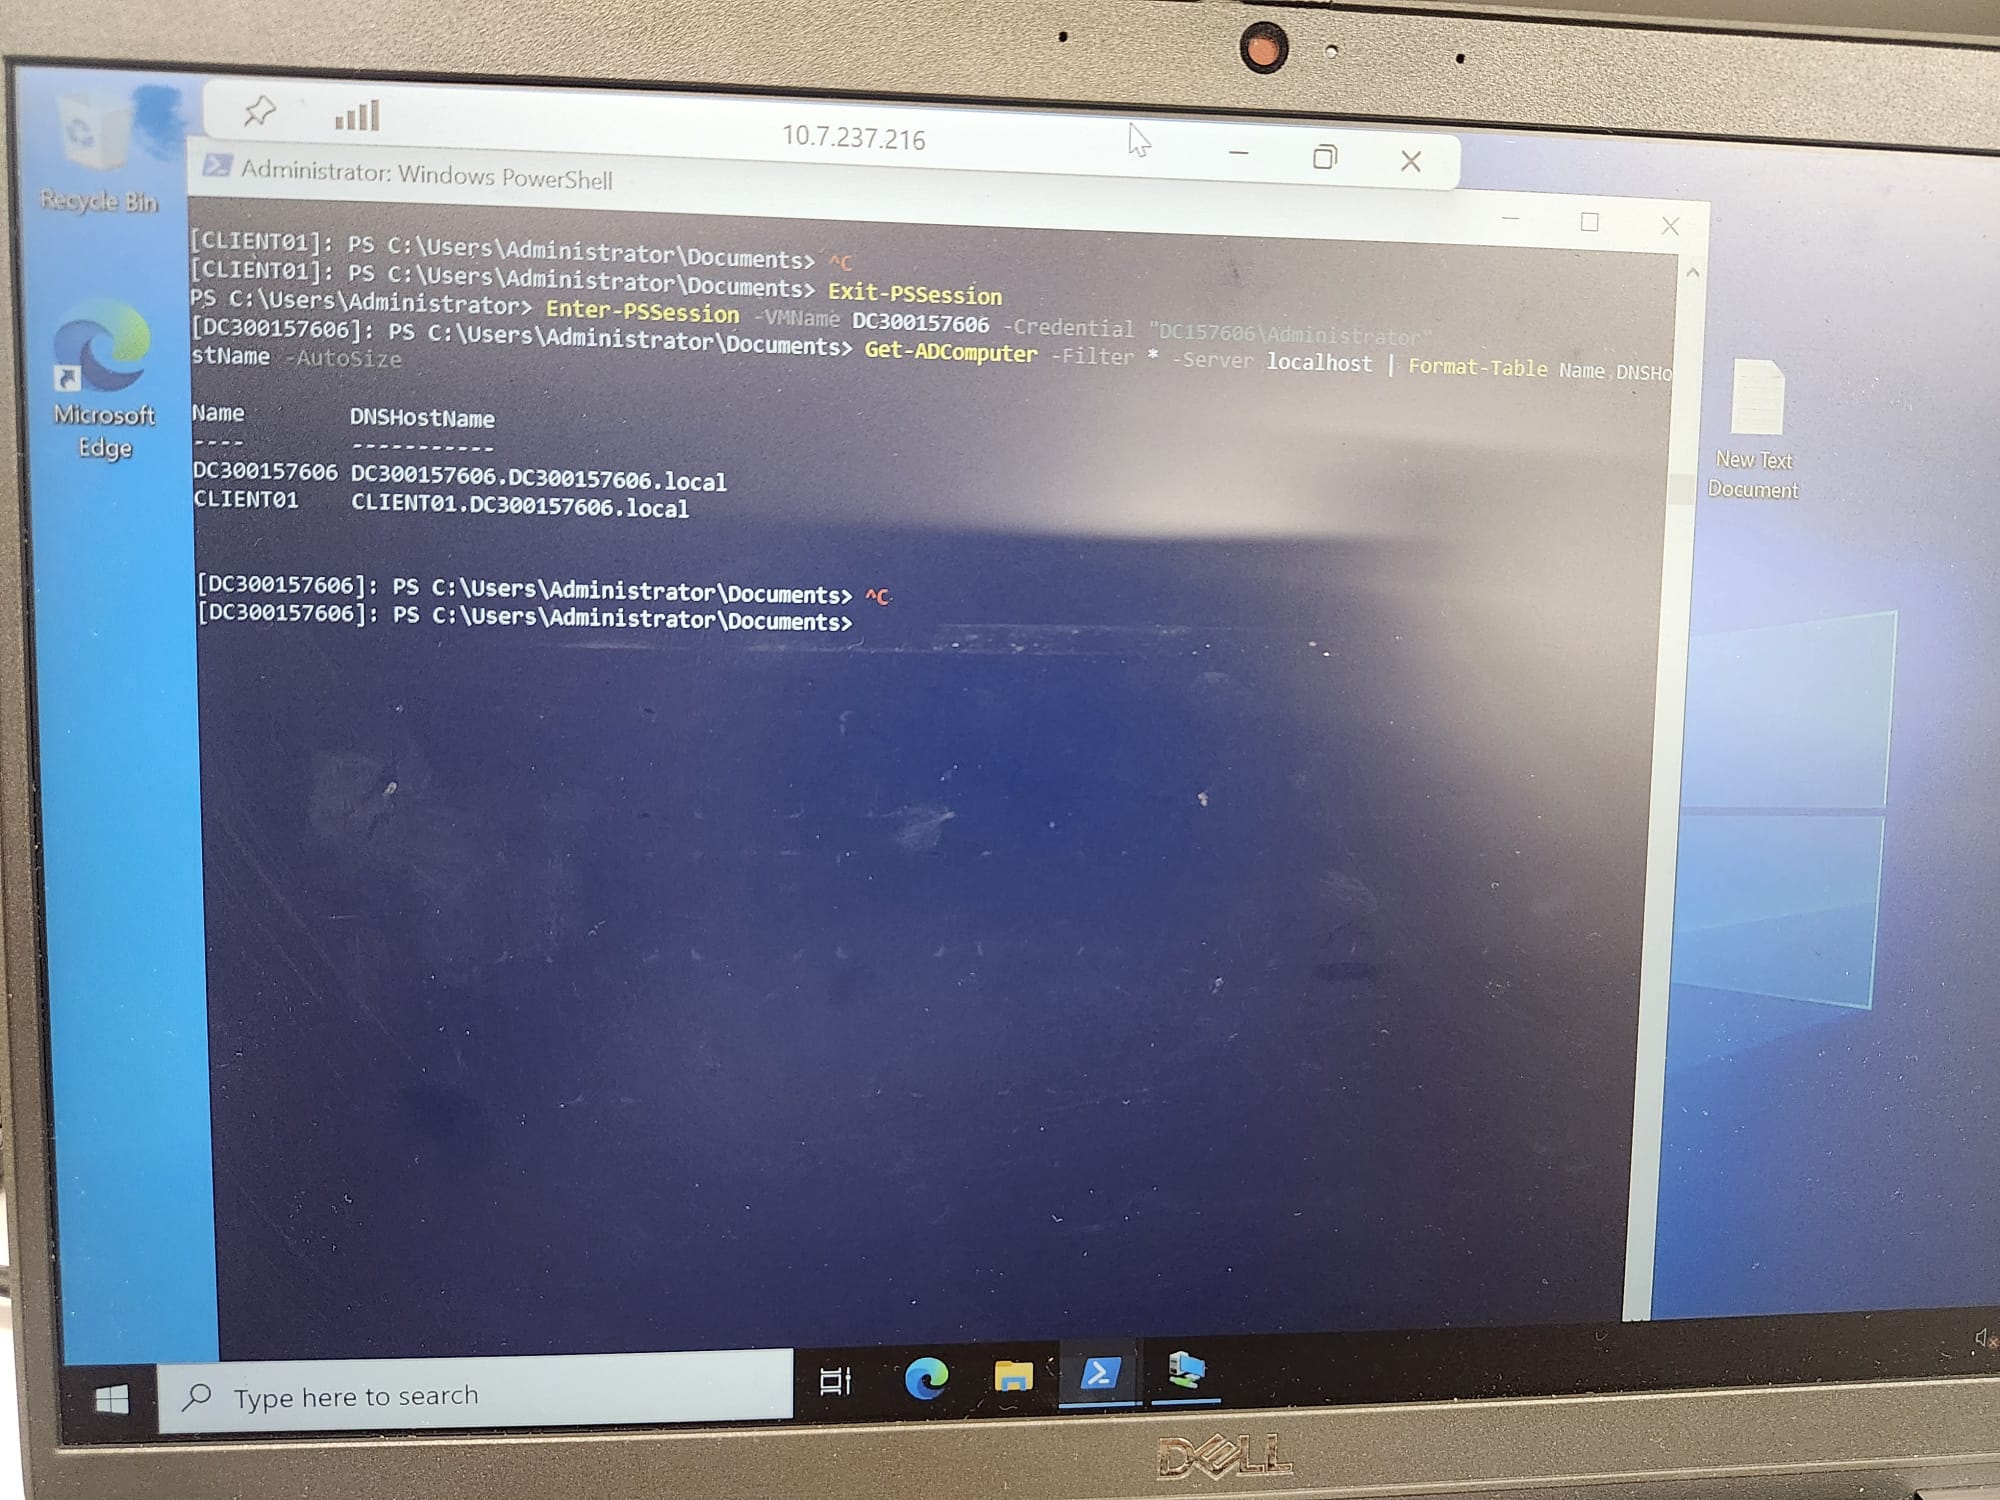 10.7.237.216
Recycle Bin
Administrator: Windows PowerShell
[CLIENT01]: PS C:\Users\Administrator\Documents> ^C
[CLIENT01]: PS C:\Users\Administrator\Documents> Exit-PSSession
PS C:\Users\Administrator> Enter-PSSession -VMName DC300157606 -Credential "DC157606\Administrator"
[DC300157606]: PS C:\Users\Administrator\Documents> Get-ADComputer -Filter * -Server localhost | Format-Table Name,DNSHo
stName -AutoSize
Microsoft
Edge
Name DNSHostName
---- -----------
DC300157606 DC300157606.DC300157606.local
CLIENT01 CLIENT01.DC300157606.local
New Text
Document
[DC300157606]: PS C:\Users\Administrator\Documents> ^C
[DC300157606]: PS C:\Users\Administrator\Documents>
Type here to search
DELL